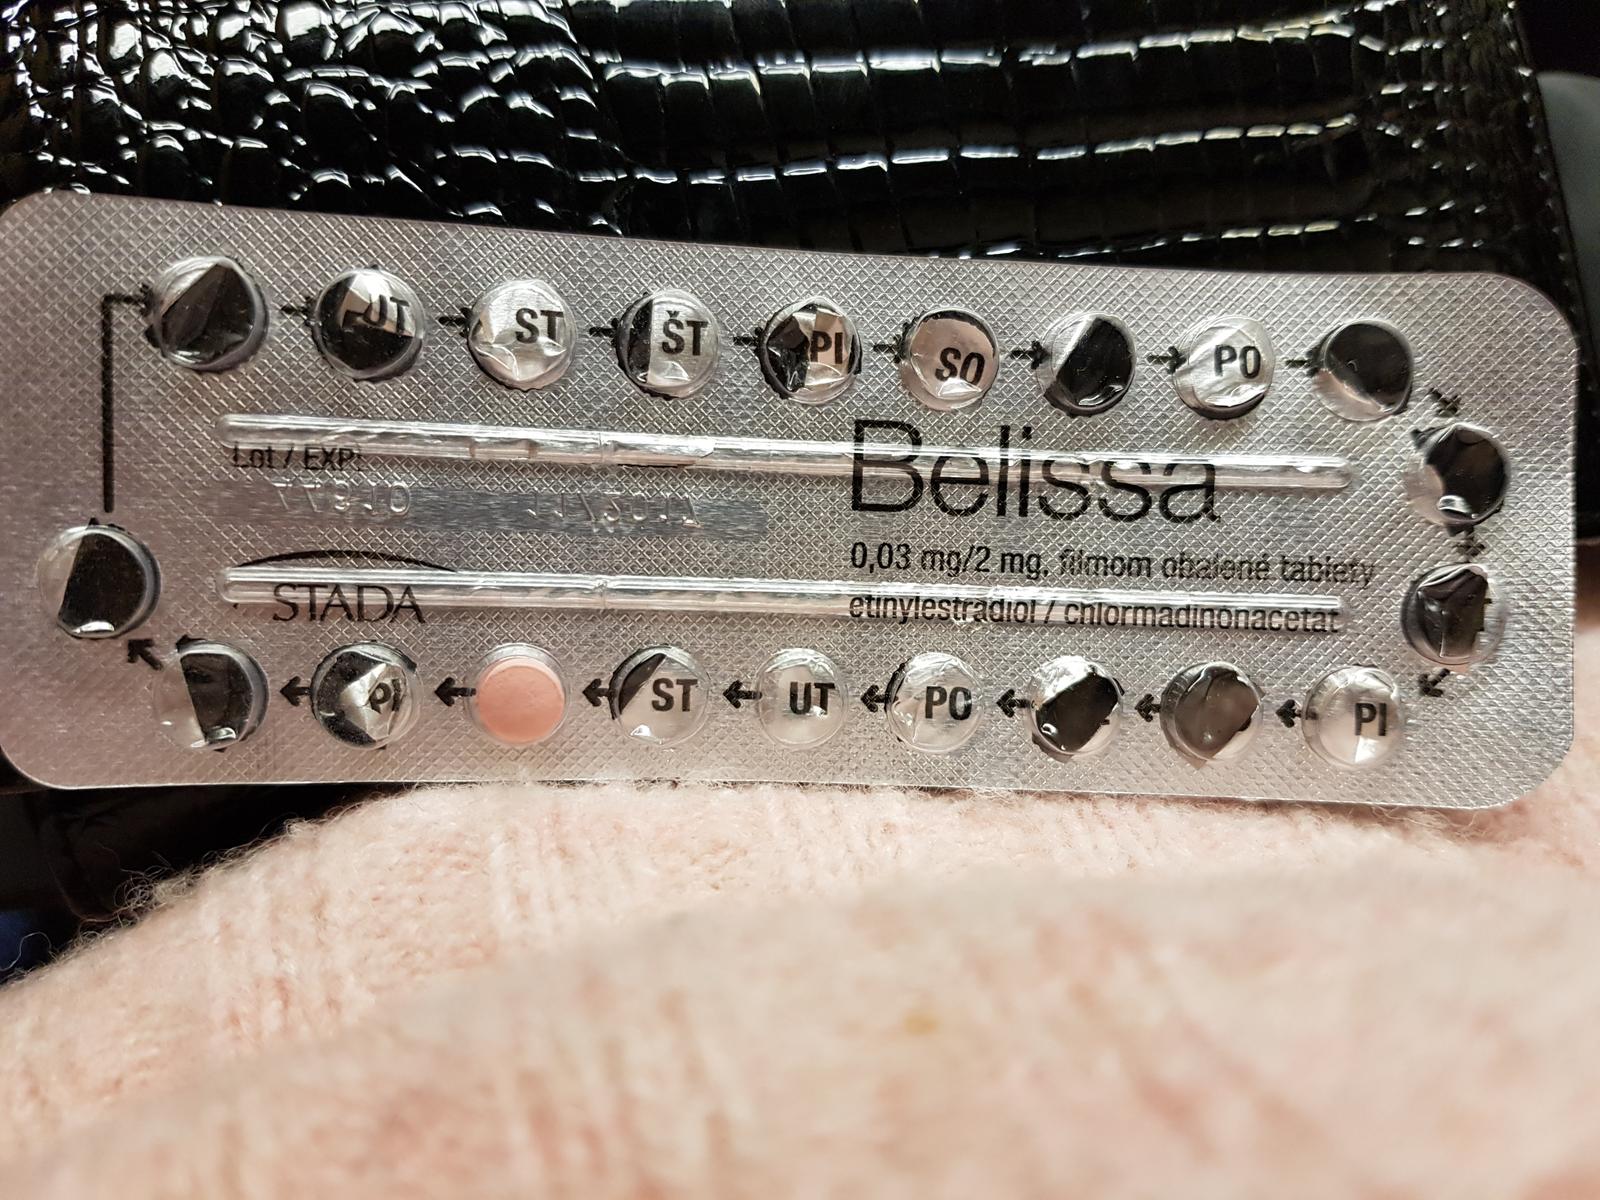 UT ST ŠT PI SO PO
Lot / EXP:
Belissa
0,03 mg/2 mg, filmom obalené tablety
etinylestradiol / chlormadinonacetat
STADA
PI ST UT PO PI